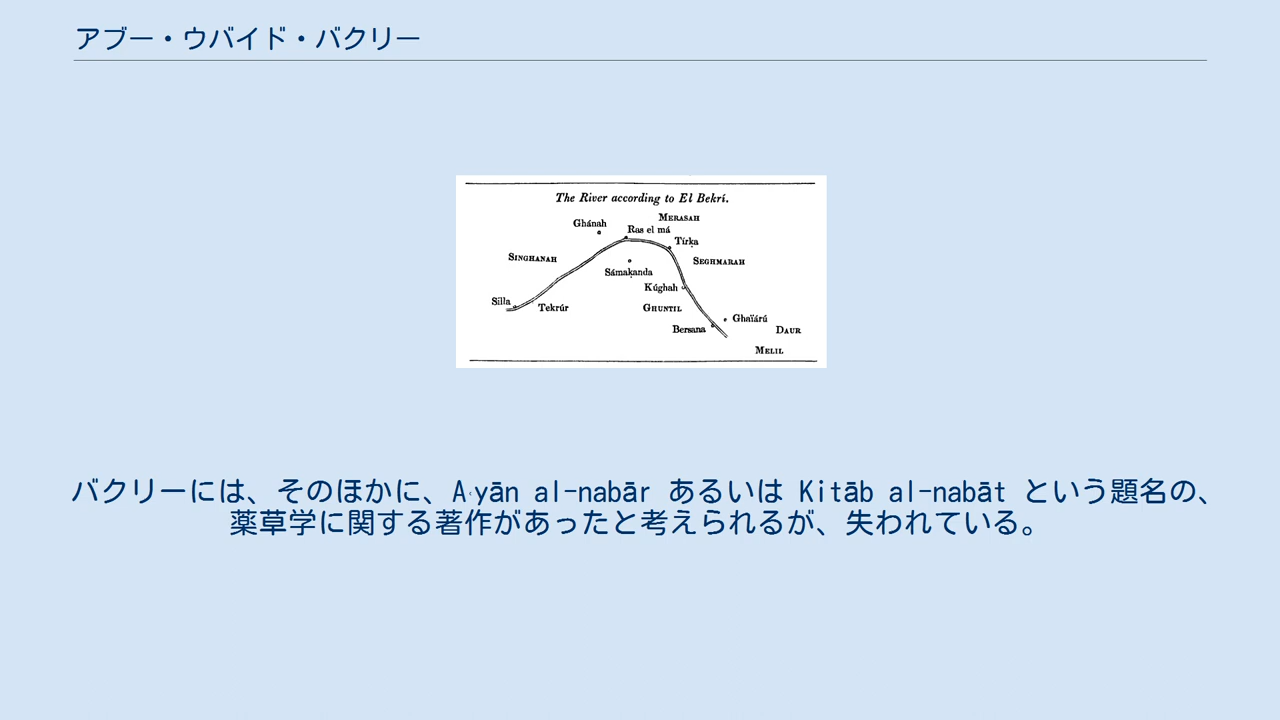 アブー・ウバイド・バクリー
The River according to El Bekrí.
MERASAH
Ghánah
Ras el má
Tírḳa
SINGHANAH
SEGHMARAH
Sámaḳanda
Kúghah
Silla
Tekrúr
GHUNTIL
Ghaïárú
Bersana
DAUR
MELIL
バクリーには、そのほかに、Aʿyān al-nabār あるいは Kitāb al-nabāt という題名の、
薬草学に関する著作があったと考えられるが、失われている。